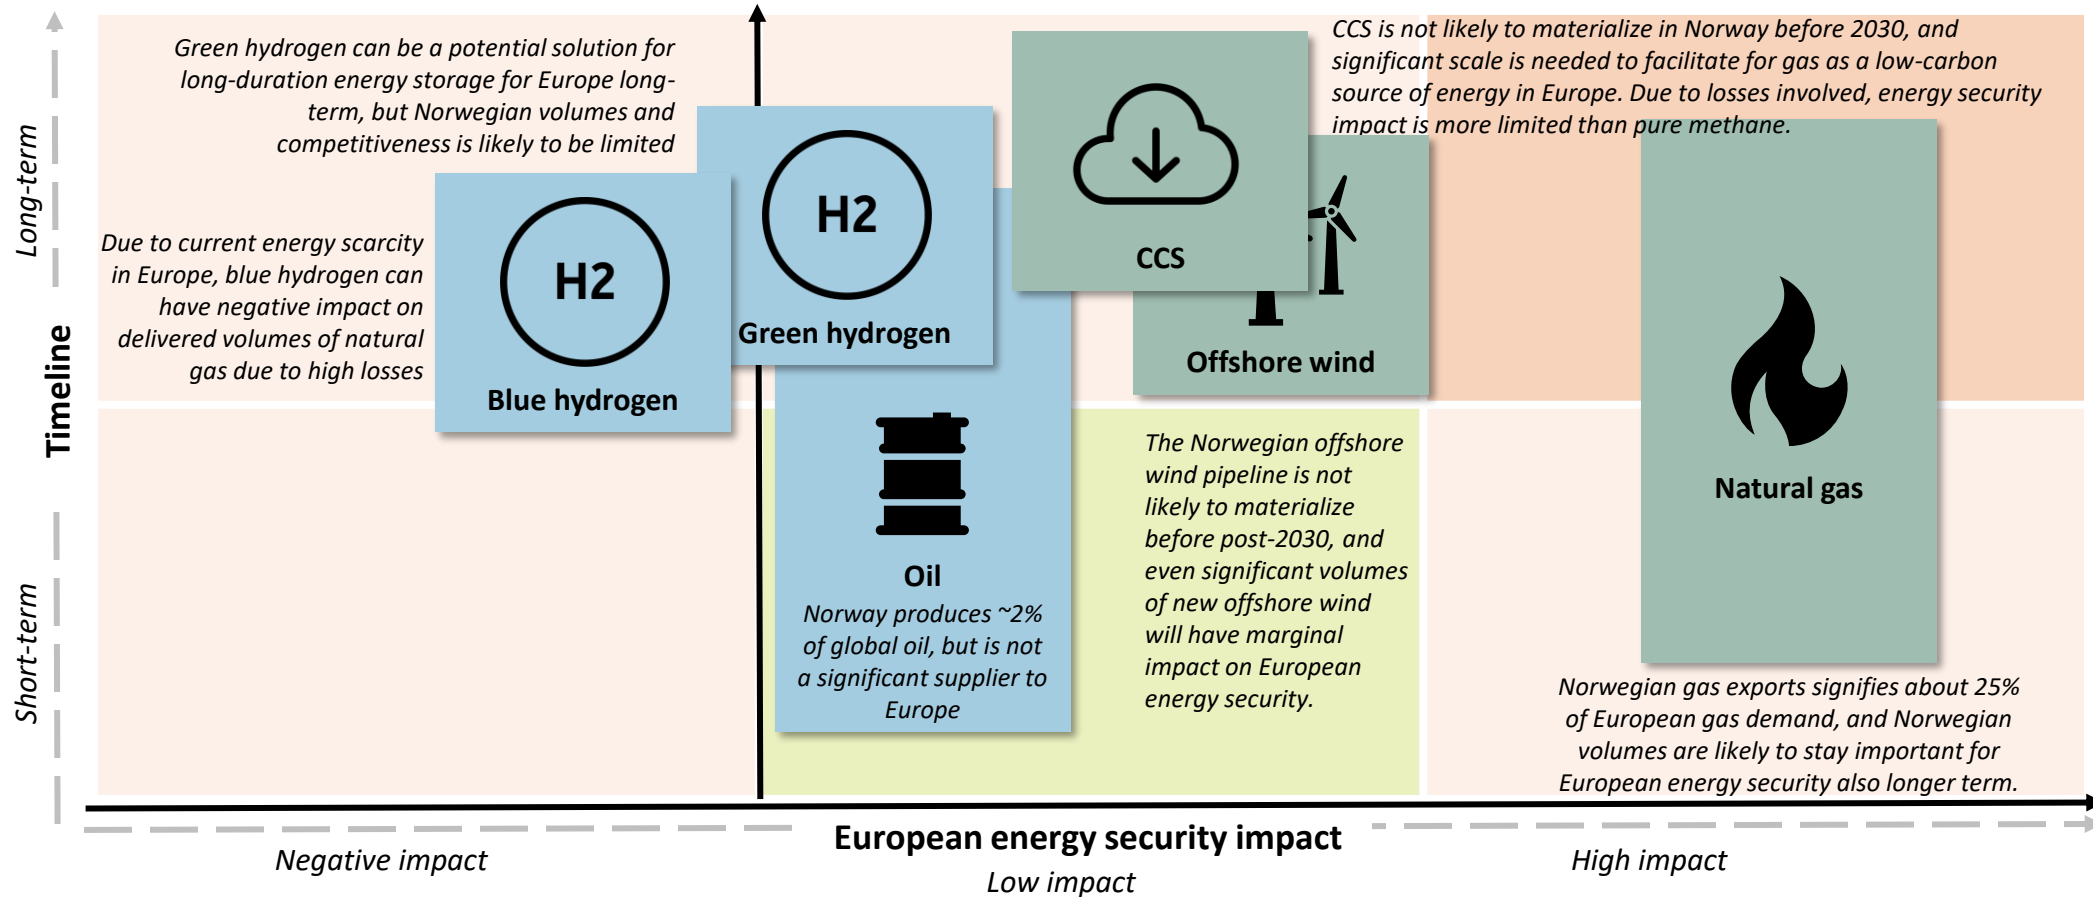 Green hydrogen can be a potential solution for
long-duration energy storage for Europe long-
term, but Norwegian volumes and
competitiveness is likely to be limited
CCS is not likely to materialize in Norway before 2030, and
significant scale is needed to facilitate for gas as a low-carbon
source of energy in Europe. Due to losses involved, energy security
impact is more limited than pure methane.
Long-term
Timeline
Short-term
Due to current energy scarcity
in Europe, blue hydrogen can
have negative impact on
delivered volumes of natural
gas due to high losses
H2
Blue hydrogen
H2
Green hydrogen
CCS
Offshore wind
Natural gas
Oil
Norway produces ~2%
of global oil, but is not
a significant supplier to
Europe
The Norwegian offshore
wind pipeline is not
likely to materialize
before post-2030, and
even significant volumes
of new offshore wind
will have marginal
impact on European
energy security.
Norwegian gas exports signifies about 25%
of European gas demand, and Norwegian
volumes are likely to stay important for
European energy security also longer term.
European energy security impact
Negative impact
Low impact
High impact